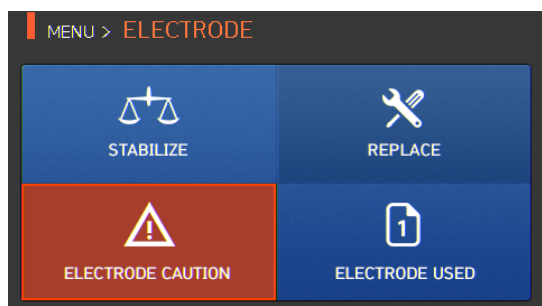 MENU > ELECTRODE
STABILIZE
REPLACE
ELECTRODE CAUTION
1
ELECTRODE USED